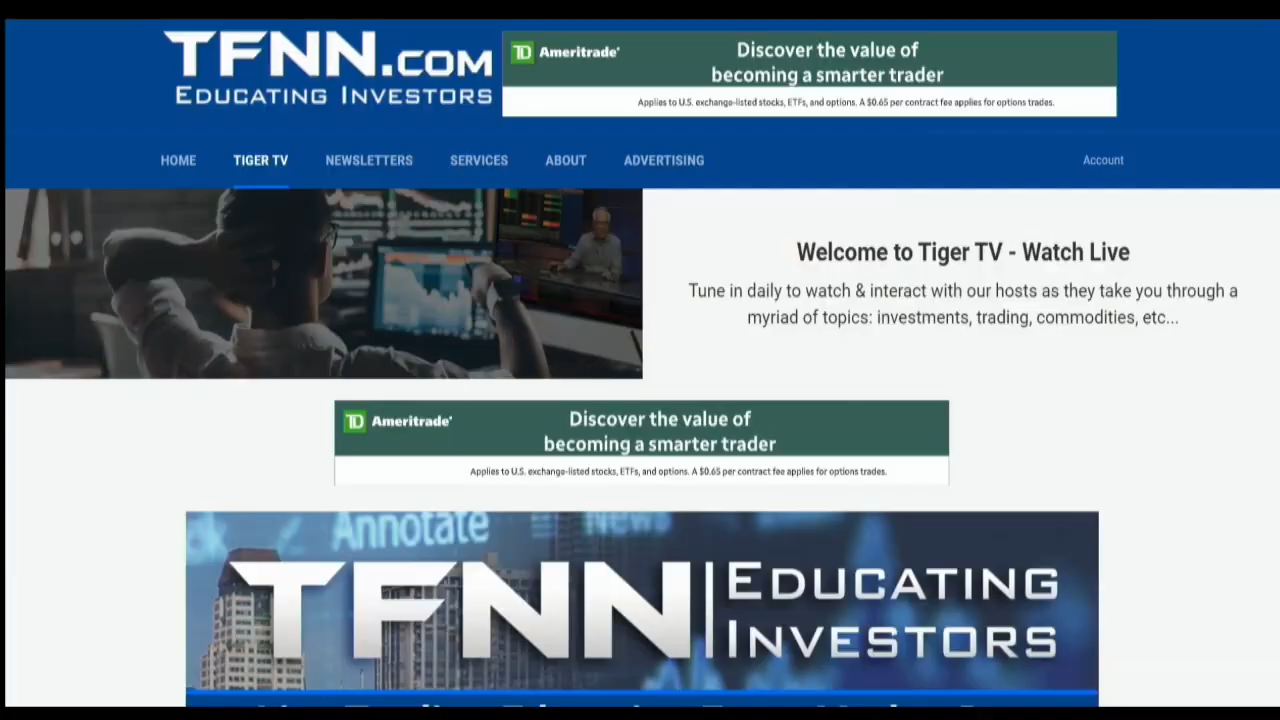 TFNN.COM
EDUCATING INVESTORS
TD Ameritrade
Discover the value of
becoming a smarter trader
Applies to U.S. exchange-listed stocks, ETFs, and options. A $0.65 per contract fee applies for options trades.
HOME
TIGER TV
NEWSLETTERS
SERVICES
ABOUT
ADVERTISING
Account
Welcome to Tiger TV - Watch Live
Tune in daily to watch & interact with our hosts as they take you through a
myriad of topics: investments, trading, commodities, etc...
TD Ameritrade
Discover the value of
becoming a smarter trader
Applies to U.S. exchange-listed stocks, ETFs, and options. A $0.65 per contract fee applies for options trades.
Annotate
News
TFNN
EDUCATING
INVESTORS